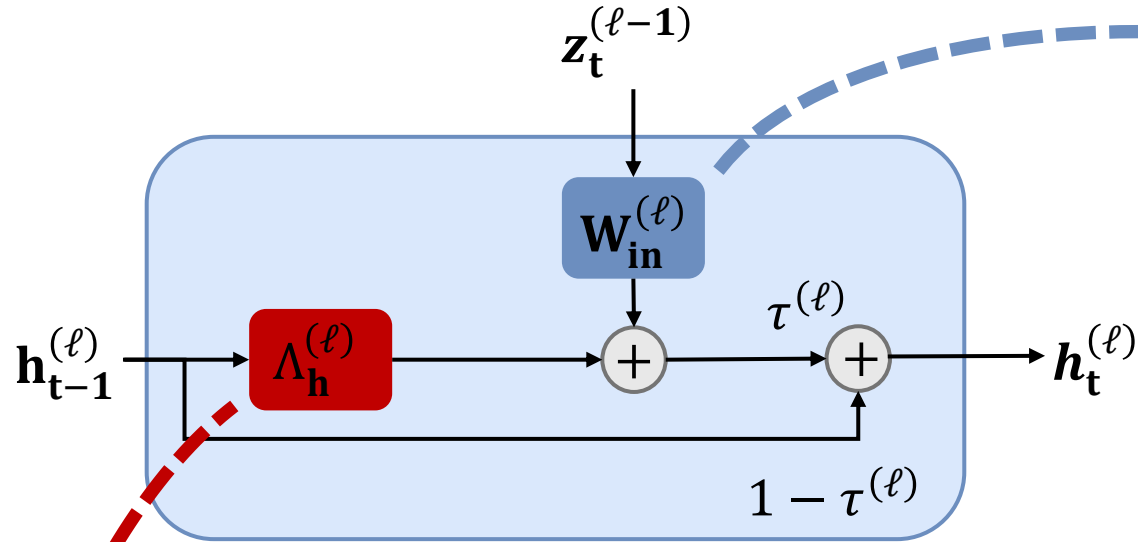 z_t^{(ℓ−1)}
W_in^{(ℓ)}
h_{t−1}^{(ℓ)}
Λ_h^{(ℓ)}
+
τ^{(ℓ)}
+
h_t^{(ℓ)}
1 − τ^{(ℓ)}